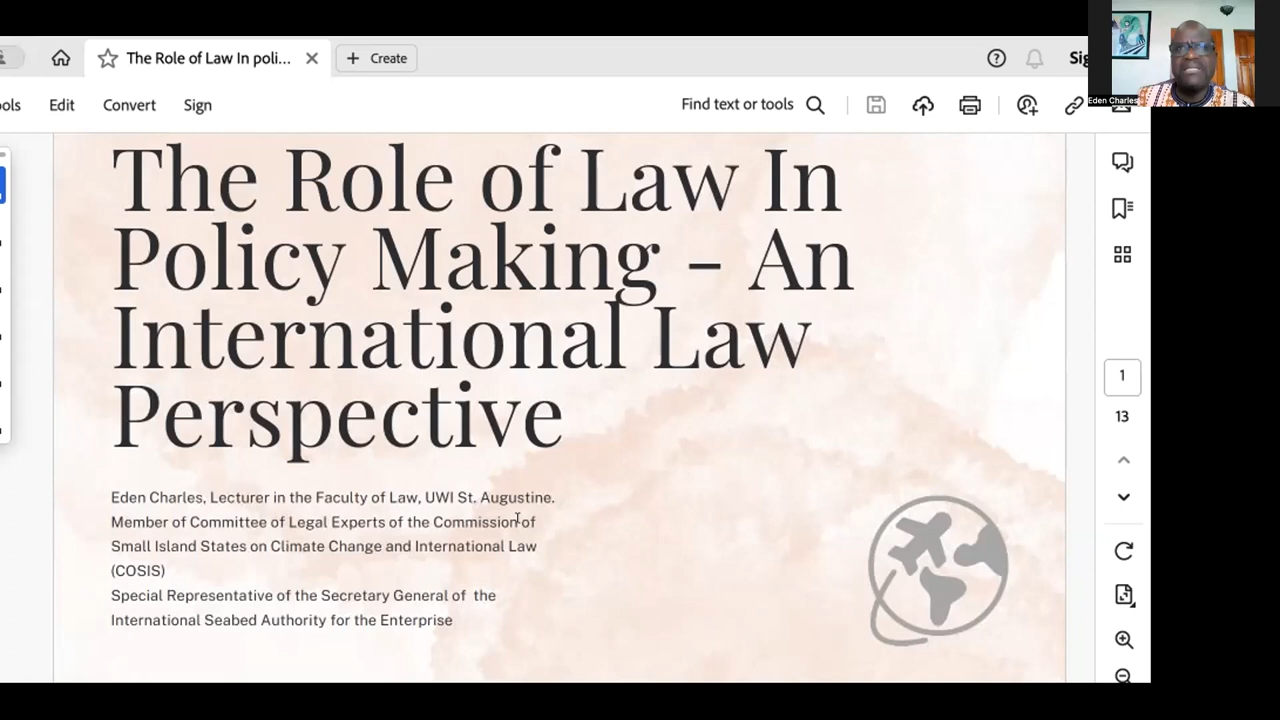 The Role of Law In poli...
Create
Sig
ols
Edit
Convert
Sign
Find text or tools
Eden Charles
The Role of Law In
Policy Making – An
International Law
Perspective
Eden Charles, Lecturer in the Faculty of Law, UWI St. Augustine.
Member of Committee of Legal Experts of the Commission of
Small Island States on Climate Change and International Law
(COSIS)
Special Representative of the Secretary General of the
International Seabed Authority for the Enterprise
1
13